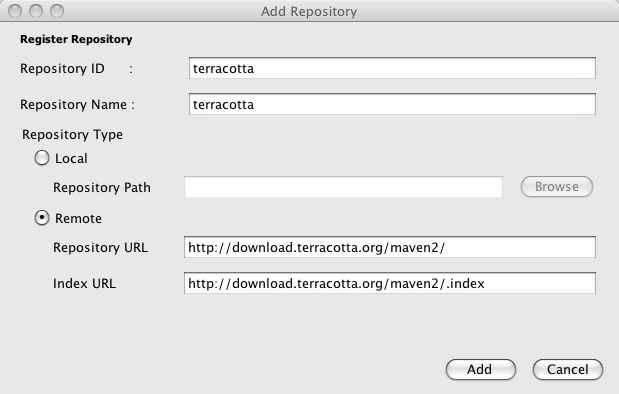 Add Repository
Register Repository
Repository ID : terracotta
Repository Name : terracotta
Repository Type
Local
Repository Path Browse
Remote
Repository URL http://download.terracotta.org/maven2/
Index URL http://download.terracotta.org/maven2/.index
Add Cancel